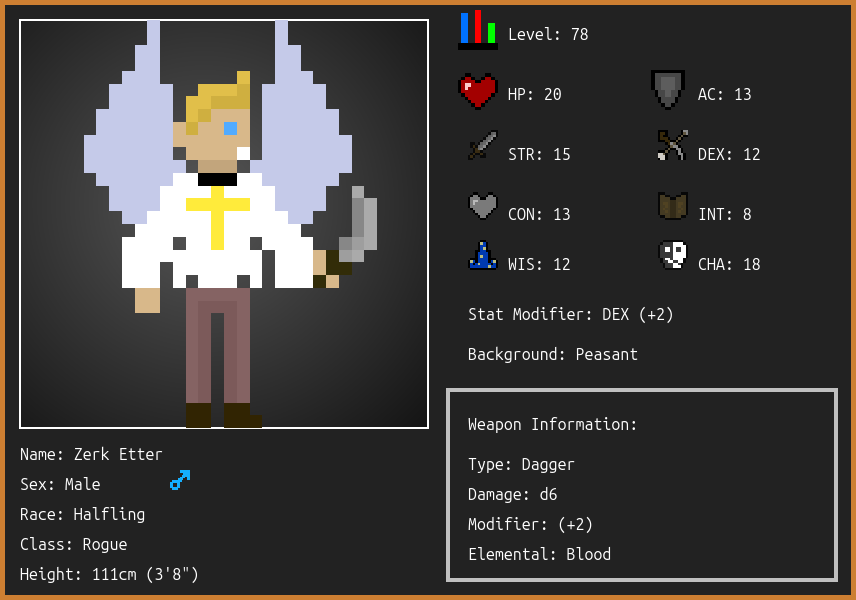 Level: 78
HP: 20
AC: 13
STR: 15
DEX: 12
CON: 13
INT: 8
WIS: 12
CHA: 18
Stat Modifier: DEX (+2)
Background: Peasant
Weapon Information:
Type: Dagger
Damage: d6
Modifier: (+2)
Elemental: Blood
Name: Zerk Etter
Sex: Male
Race: Halfling
Class: Rogue
Height: 111cm (3'8")